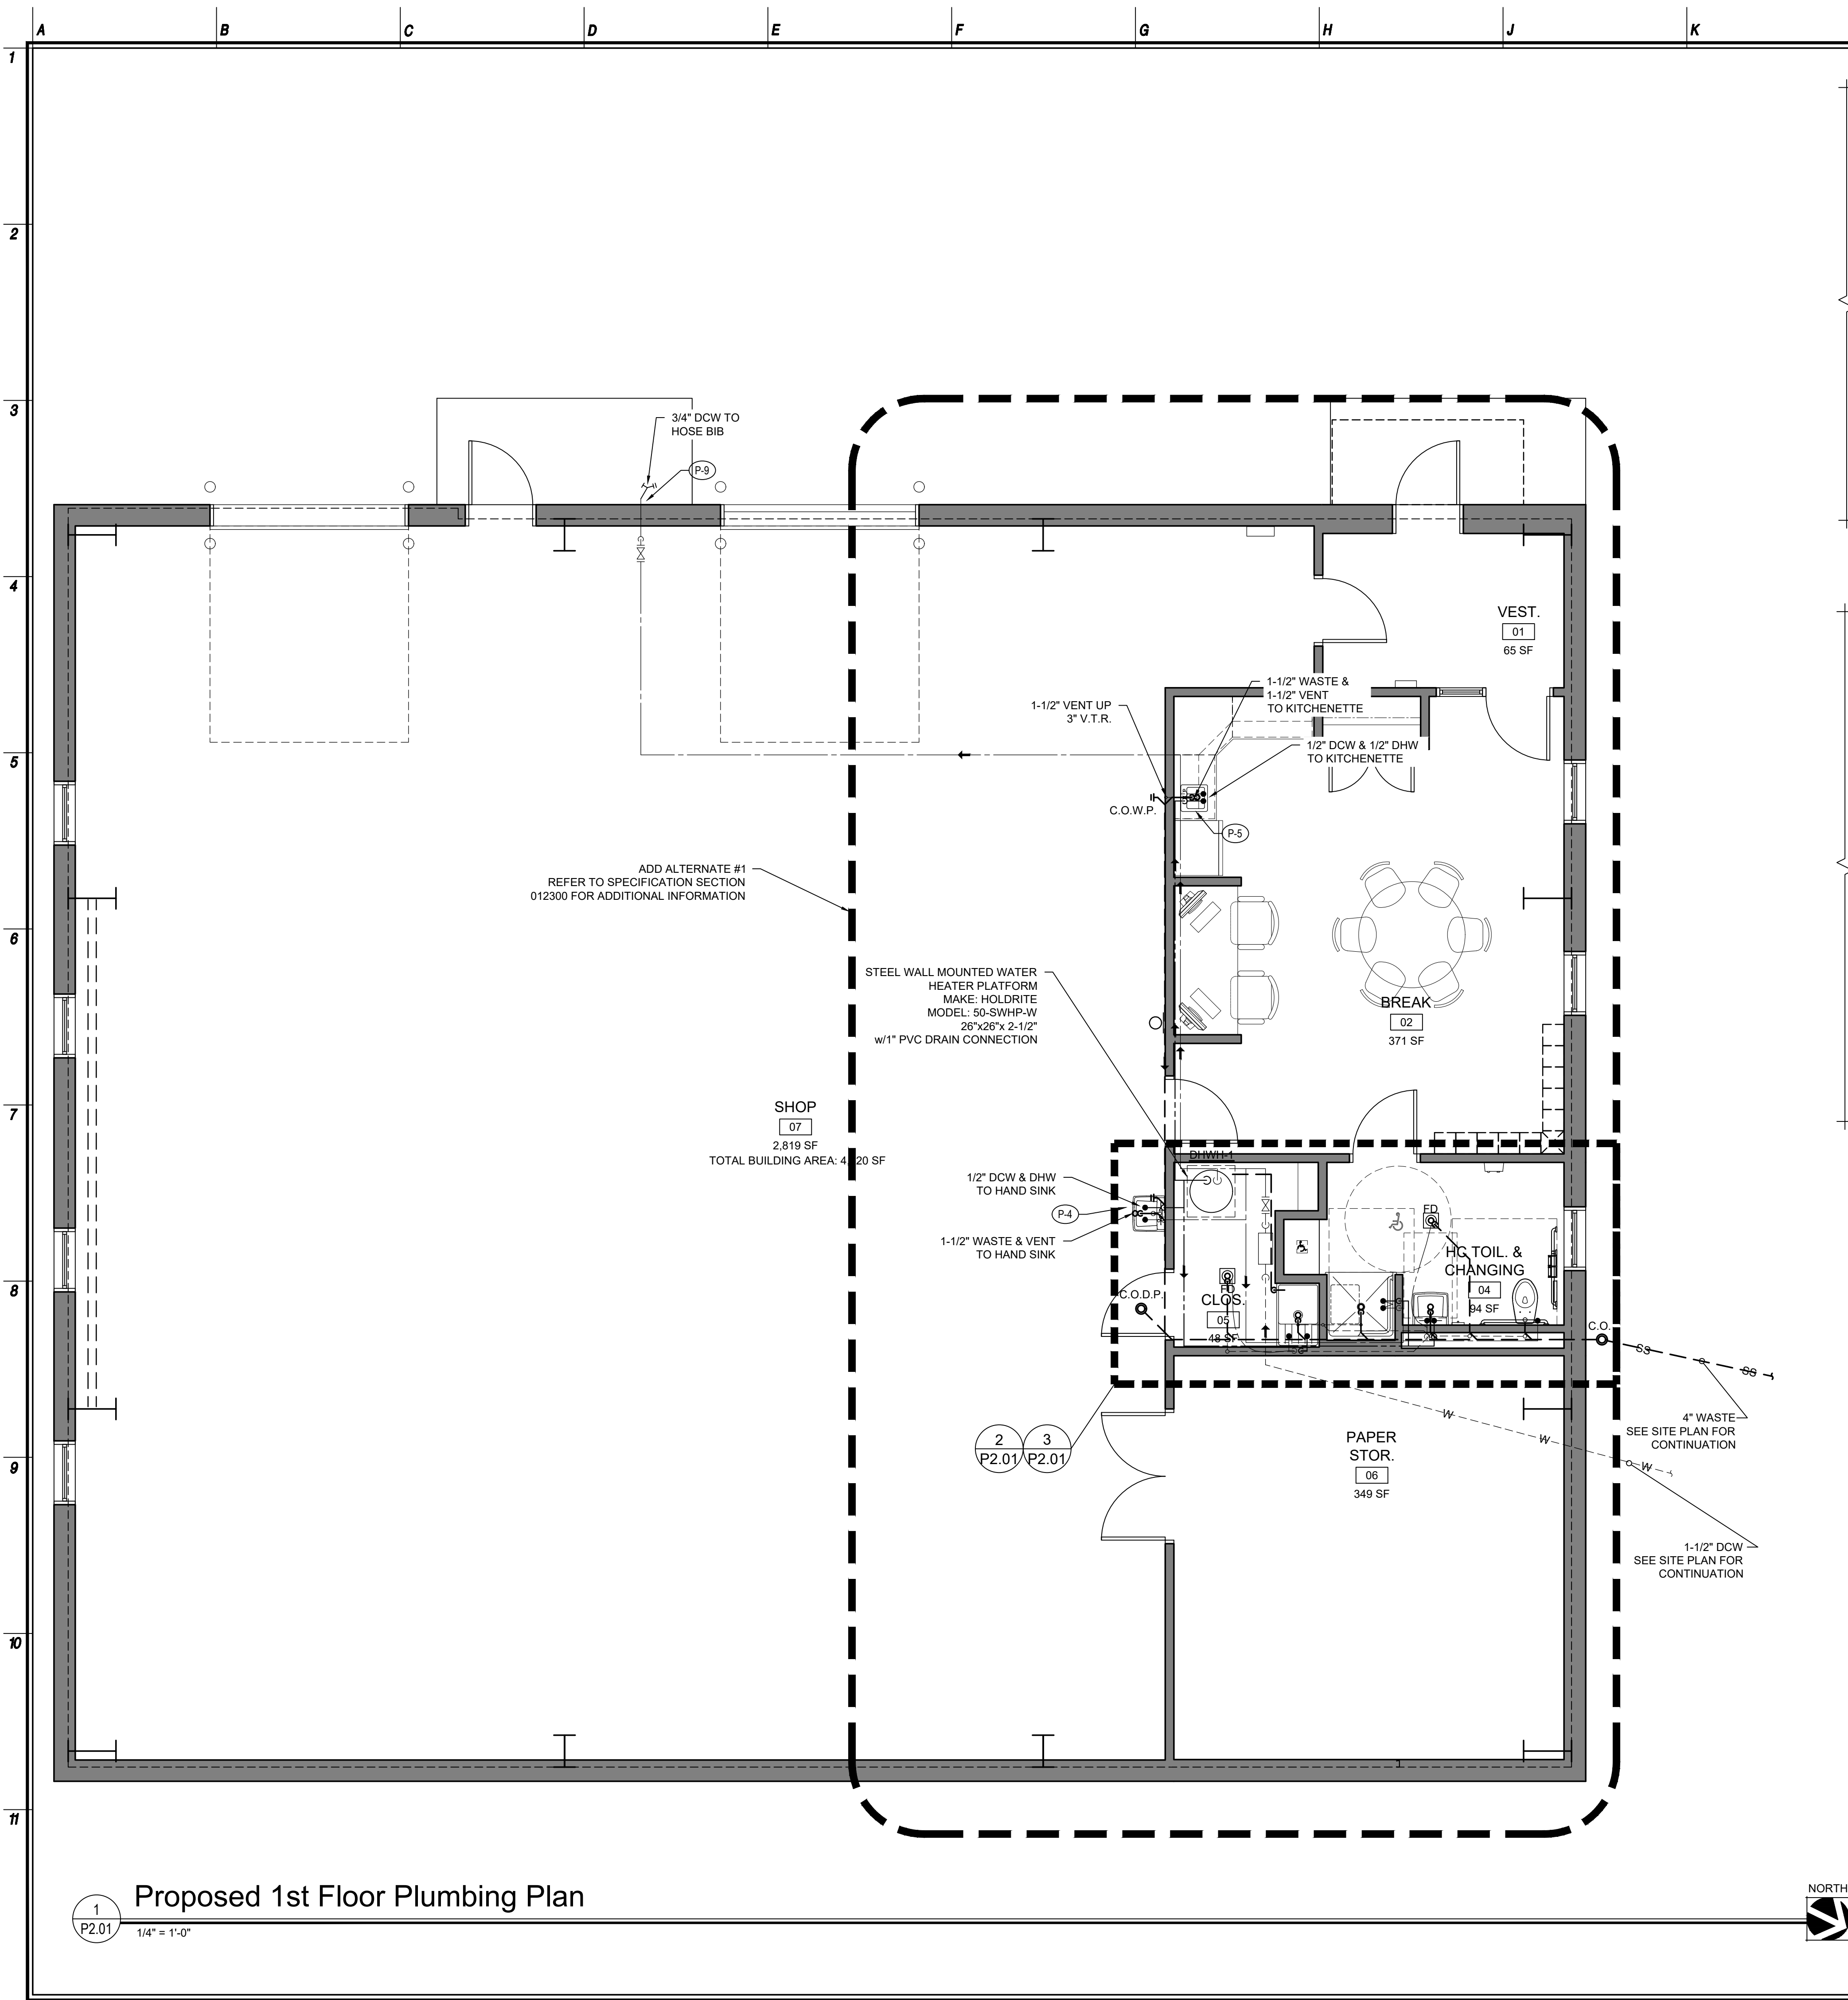 A
B
C
D
E
F
G
H
J
K
1
2
3
4
5
6
7
8
9
10
11
3/4" DCW TO
HOSE BIB
P-9
VEST.
01
65 SF
1-1/2" WASTE &
1-1/2" VENT
TO KITCHENETTE
1-1/2" VENT UP
3" V.T.R.
1/2" DCW & 1/2" DHW
TO KITCHENETTE
C.O.W.P.
P-5
ADD ALTERNATE #1
REFER TO SPECIFICATION SECTION
012300 FOR ADDITIONAL INFORMATION
STEEL WALL MOUNTED WATER
HEATER PLATFORM
MAKE: HOLDRITE
MODEL: 50-SWHP-W
26"x26"x 2-1/2"
w/1" PVC DRAIN CONNECTION
BREAK
02
371 SF
SHOP
07
2,819 SF
TOTAL BUILDING AREA: 4, 20 SF
DHWH-1
1/2" DCW & DHW
TO HAND SINK
P-4
1-1/2" WASTE & VENT
TO HAND SINK
FD
HC TOIL. &
CHANGING
04
94 SF
C.O.D.P.
FD
CLOS.
05
48 SF
C.O.
SS
SS
4" WASTE
SEE SITE PLAN FOR
CONTINUATION
W
W
W
2
P2.01
3
P2.01
PAPER
STOR.
06
349 SF
1-1/2" DCW
SEE SITE PLAN FOR
CONTINUATION
1
P2.01
Proposed 1st Floor Plumbing Plan
1/4" = 1'-0"
NORTH